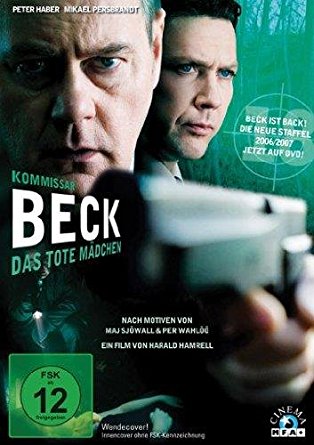 PETER HABER MIKAEL PERSBRANDT
BECK IST BACK!
DIE NEUE STAFFEL
2006/2007
JETZT AUF DVD!
KOMMISSAR
BECK
DAS TOTE MÄDCHEN
NACH MOTIVEN VON
MAJ SJÖWALL & PER WAHLÖÖ
EIN FILM VON HARALD HAMRELL
FSK
ab
12
freigegeben
Wendecover!
Innencover ohne FSK-Kennzeichnung
CINEMA
KFA